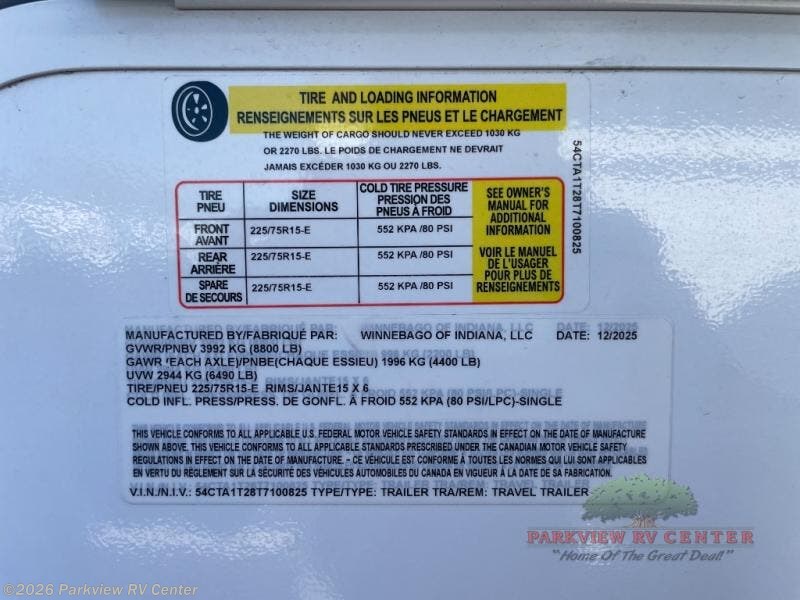 TIRE AND LOADING INFORMATION
RENSEIGNEMENTS SUR LES PNEUS ET LE CHARGEMENT
THE WEIGHT OF CARGO SHOULD NEVER EXCEED 1030 KG
OR 2270 LBS. LE POIDS DE CHARGEMENT NE DEVRAIT
JAMAIS EXCÉDER 1030 KG OU 2270 LBS.
TIRE
PNEU
SIZE
DIMENSIONS
COLD TIRE PRESSURE
PRESSION DES
PNEUS À FROID
FRONT
AVANT
225/75R15-E
552 KPA /80 PSI
REAR
ARRIÈRE
225/75R15-E
552 KPA /80 PSI
SPARE
DE SECOURS
225/75R15-E
552 KPA /80 PSI
SEE OWNER'S
MANUAL FOR
ADDITIONAL
INFORMATION
VOIR LE MANUEL
DE L'USAGER
POUR PLUS DE
RENSEIGNEMENTS
54CTA1T28T7100825
MANUFACTURED BY/FABRIQUÉ PAR: WINNEBAGO OF INDIANA, LLC DATE: 12/2025
GVWR/PNBV 3992 KG (8800 LB)
GAWR 'EACH AXLE)/PNBE(CHAQUE ESSIEU) 1996 KG (4400 LB)
UVW 2944 KG (6490 LB)
TIRE/PNEU 225/75R15-E RIMS/JANTE15 X 6
COLD INFL. PRESS/PRESS. DE GONFL. À FROID 552 KPA (80 PSI/LPC)-SINGLE
THIS VEHICLE CONFORMS TO ALL APPLICABLE U.S. FEDERAL MOTOR VEHICLE SAFETY STANDARDS IN EFFECT ON THE DATE OF MANUFACTURE
SHOWN ABOVE. THIS VEHICLE CONFORMS TO ALL APPLICABLE STANDARDS PRESCRIBED UNDER THE CANADIAN MOTOR VEHICLE SAFETY
REGULATIONS IN EFFECT ON THE DATE OF MANUFACTURE. - CE VÉHICULE EST CONFORME À TOUTES LES NORMES QUI LUI SONT APPLICABLES
EN VERTU DU RÉGLEMENT SUR LA SÉCURITÉ DES VÉHICULES AUTOMOBILES DU CANADA EN VIGUEUR À LA DATE DE SA FABRICATION.
V.I.N./N.I.V.: 54CTA1T28T7100825 TYPE/TYPE: TRAILER TRA/REM: TRAVEL TRAILER
PARKVIEW RV CENTER
"Home Of The Great Deal!"
©2026 Parkview RV Center